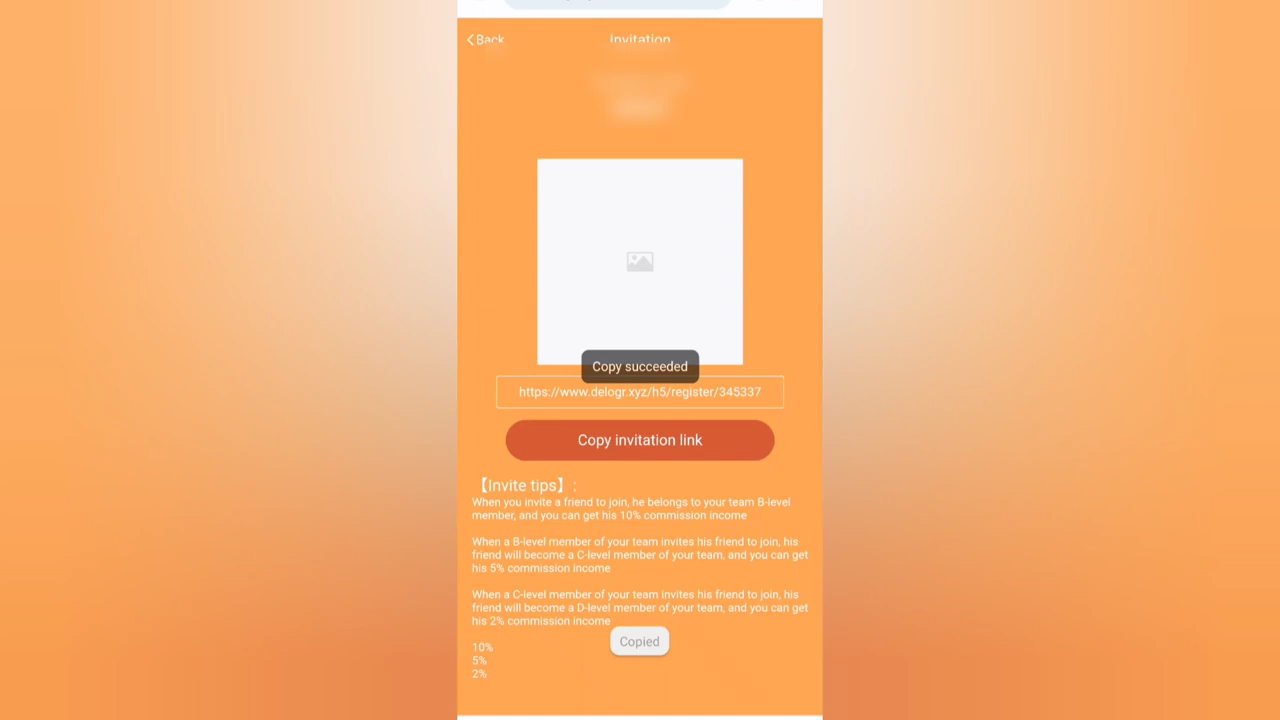 Back
Invitation
Copy succeeded
https://www.delogr.xyz/h5/register/345337
Copy invitation link
【Invite tips】:
When you invite a friend to join, he belongs to your team B-level
member, and you can get his 10% commission income
When a B-level member of your team invites his friend to join, his
friend will become a C-level member of your team, and you can get
his 5% commission income
When a C-level member of your team invites his friend to join, his
friend will become a D-level member of your team, and you can get
his 2% commission income
Copied
10%
5%
2%